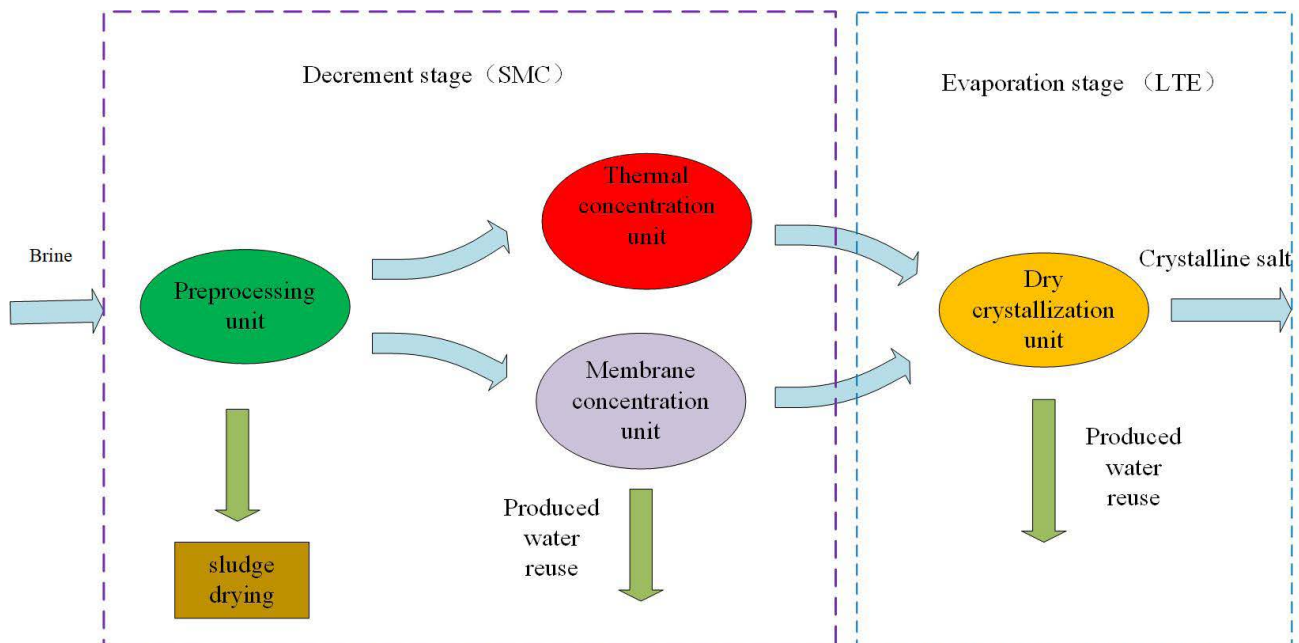 Decrement stage（SMC）
Evaporation stage （LTE）
Brine
Preprocessing
unit
Thermal
concentration
unit
Membrane
concentration
unit
Dry
crystallization
unit
Crystalline salt
sludge
drying
Produced
water
reuse
Produced
water
reuse